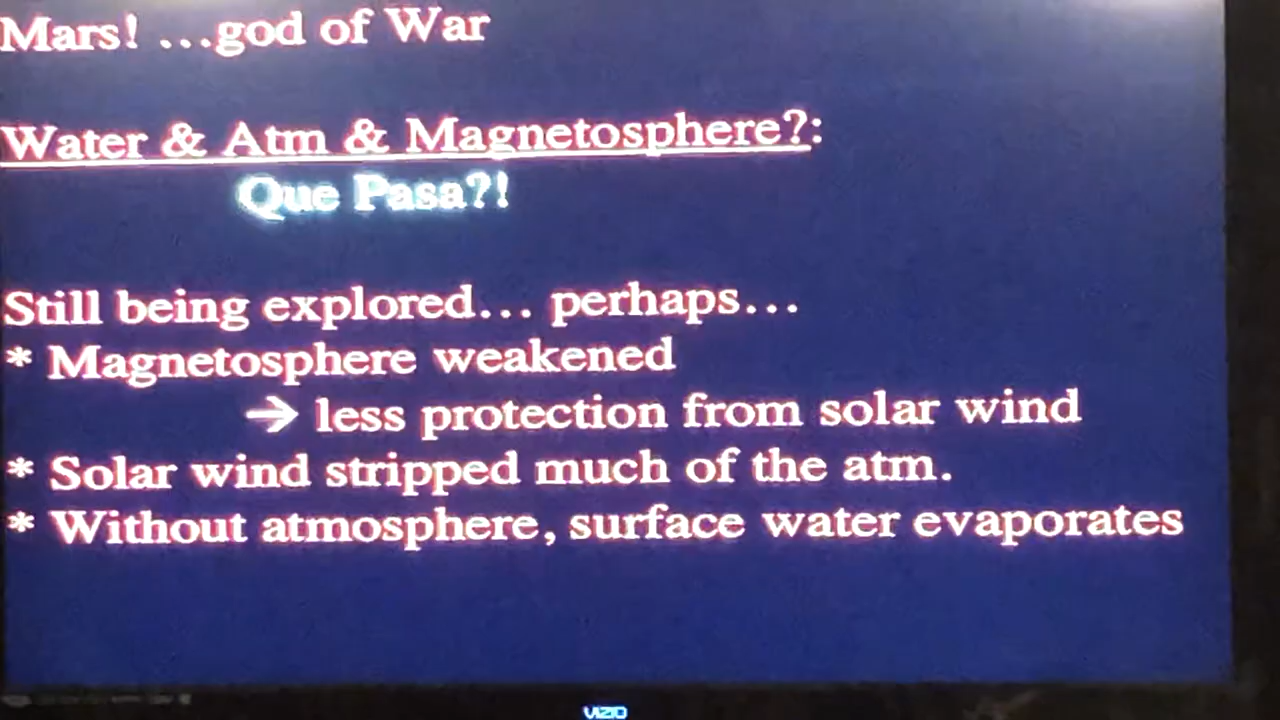 Mars! ...god of War
Water & Atm & Magnetosphere?:
Que Pasa?!
Still being explored... perhaps...
* Magnetosphere weakened
→ less protection from solar wind
* Solar wind stripped much of the atm.
* Without atmosphere, surface water evaporates
VIZIO